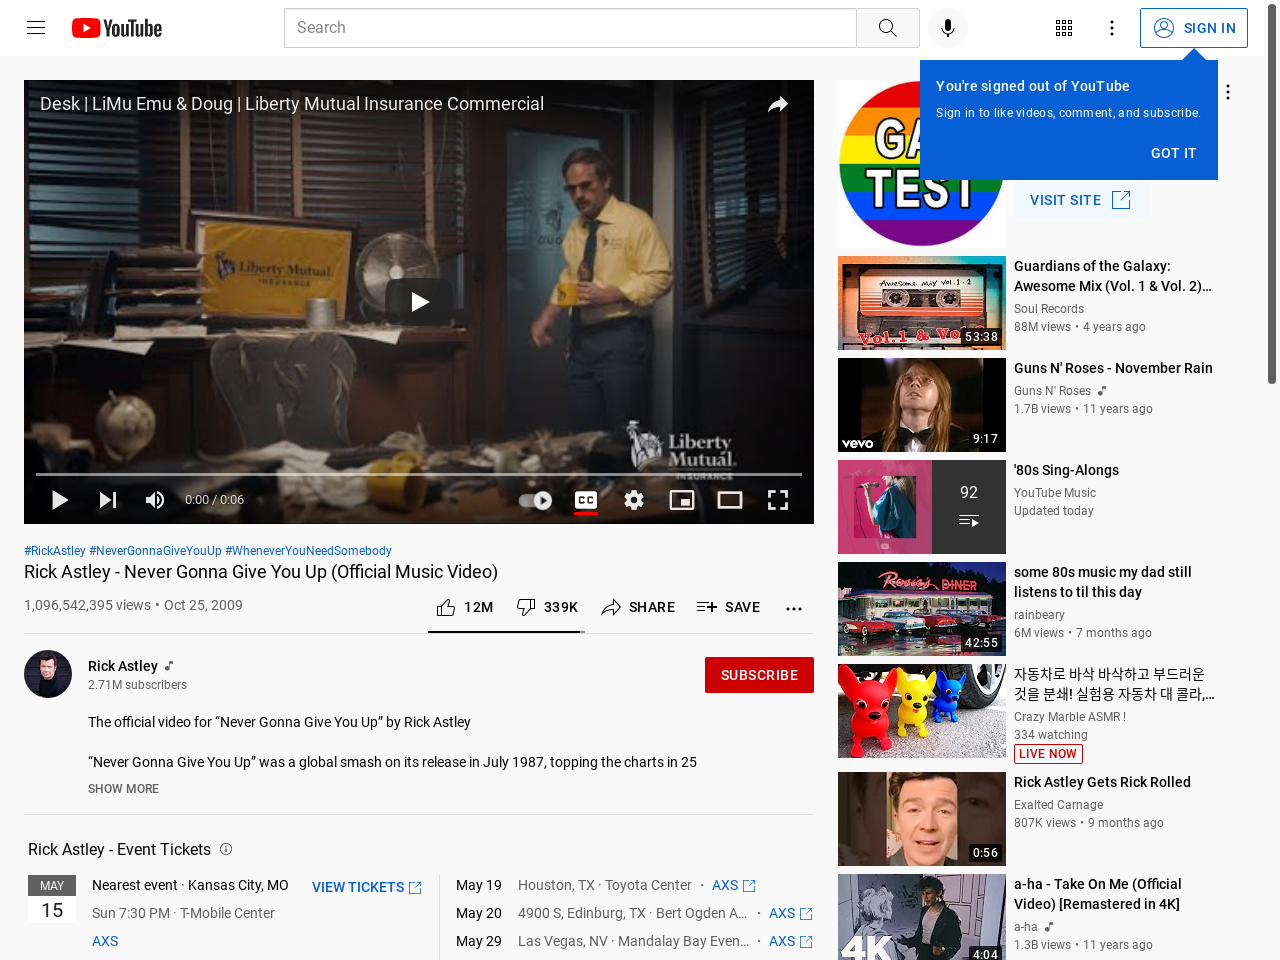 YouTube
Search
SIGN IN
You're signed out of YouTube
Sign in to like videos, comment, and subscribe.
GOT IT
Desk | LiMu Emu & Doug | Liberty Mutual Insurance Commercial
Liberty Mutual.
INSURANCE
Liberty
Mutual.
INSURANCE
CC
0:00 / 0:06
#RickAstley #NeverGonnaGiveYouUp #WheneverYouNeedSomebody
Rick Astley - Never Gonna Give You Up (Official Music Video)
1,096,542,395 views • Oct 25, 2009
12M
339K
SHARE
SAVE
Rick Astley
2.71M subscribers
SUBSCRIBE
The official video for “Never Gonna Give You Up” by Rick Astley
“Never Gonna Give You Up” was a global smash on its release in July 1987, topping the charts in 25
SHOW MORE
Rick Astley - Event Tickets
MAY
15
Nearest event · Kansas City, MO
Sun 7:30 PM · T-Mobile Center
AXS
VIEW TICKETS
May 19 Houston, TX · Toyota Center · AXS
May 20 4900 S, Edinburg, TX · Bert Ogden A... · AXS
May 29 Las Vegas, NV · Mandalay Bay Even... · AXS
TEST
VISIT SITE
Awesome Mix Vol. 1 - 2
Vol.1 & Vo
53:38
Guardians of the Galaxy:
Awesome Mix (Vol. 1 & Vol. 2)...
Soul Records
88M views • 4 years ago
vevo
9:17
Guns N' Roses - November Rain
Guns N' Roses
1.7B views • 11 years ago
92
'80s Sing-Alongs
YouTube Music
Updated today
Rosie's DINER
42:55
some 80s music my dad still
listens to til this day
rainbeary
6M views • 7 months ago
자동차로 바삭 바삭하고 부드러운
것을 분쇄! 실험용 자동차 대 콜라,...
Crazy Marble ASMR !
334 watching
LIVE NOW
0:56
Rick Astley Gets Rick Rolled
Exalted Carnage
807K views • 9 months ago
4K
4:04
a-ha - Take On Me (Official
Video) [Remastered in 4K]
a-ha
1.3B views • 11 years ago